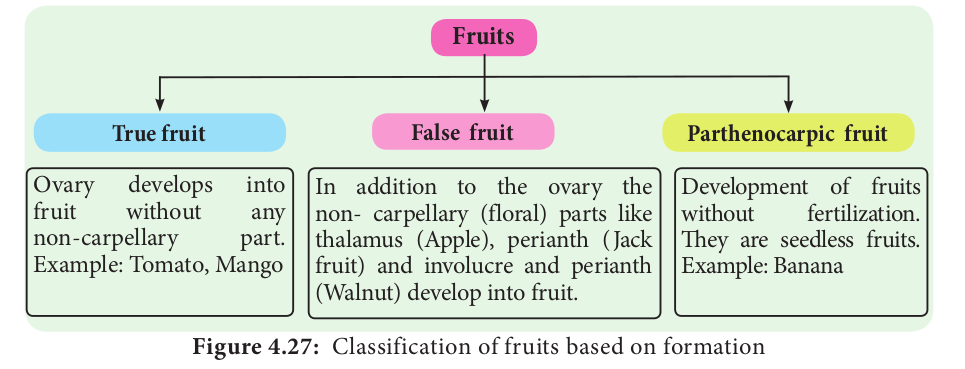 Fruits
True fruit
False fruit
Parthenocarpic fruit
Ovary develops into
fruit without any
non-carpellary part.
Example: Tomato, Mango
In addition to the ovary the
non- carpellary (floral) parts like
thalamus (Apple), perianth (Jack
fruit) and involucre and perianth
(Walnut) develop into fruit.
Development of fruits
without fertilization.
They are seedless fruits.
Example: Banana
Figure 4.27: Classification of fruits based on formation